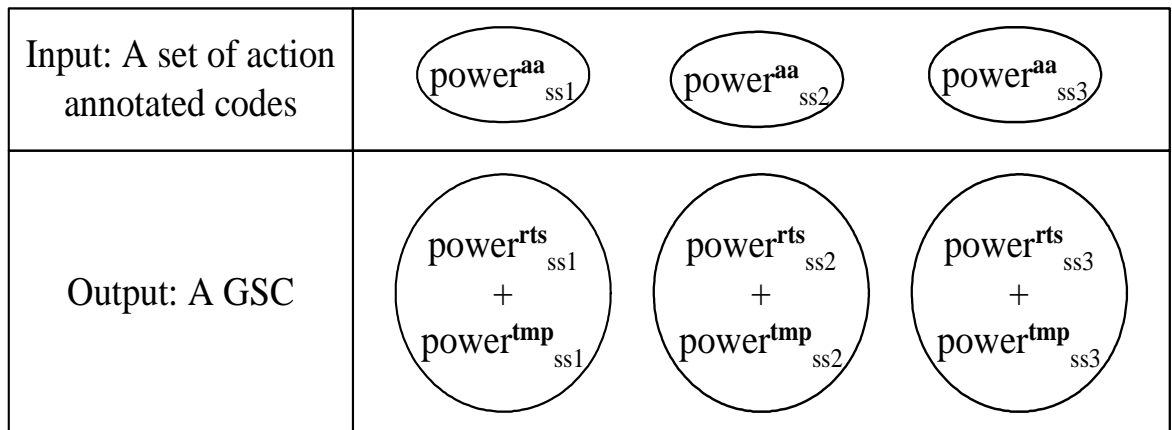 Input: A set of action
annotated codes
power^aa_ss1 power^aa_ss2 power^aa_ss3
Output: A GSC
power^rts_ss1 power^rts_ss2 power^rts_ss3
+ + +
power^tmp_ss1 power^tmp_ss2 power^tmp_ss3